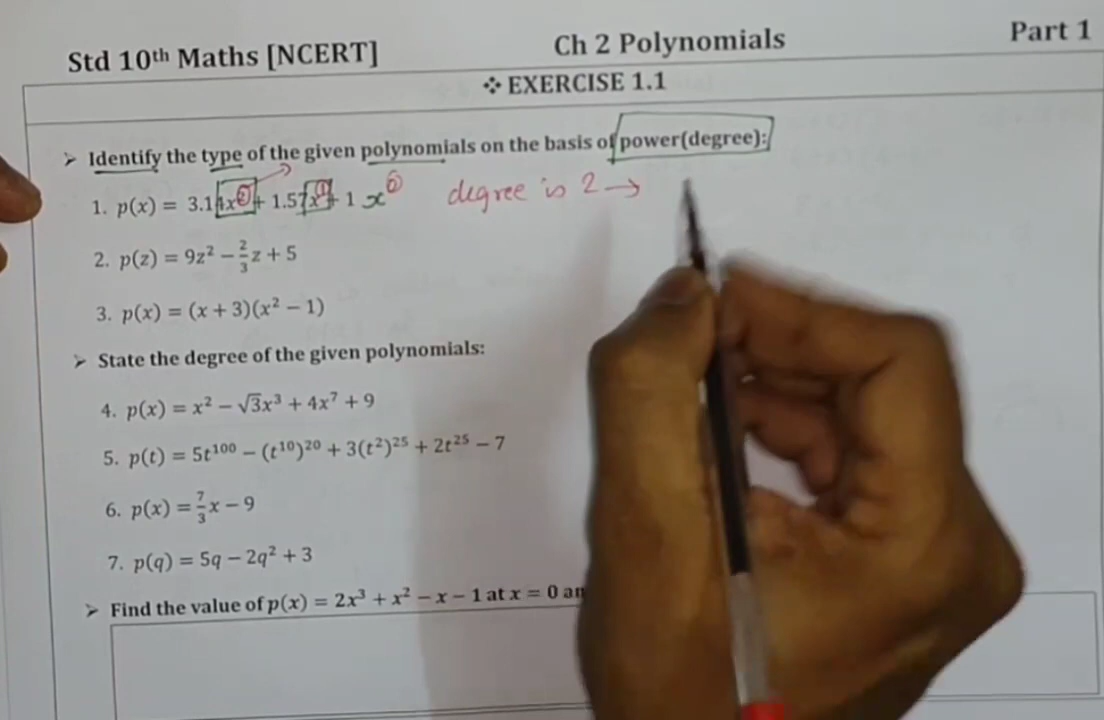 Std 10th Maths [NCERT] Ch 2 Polynomials Part 1
❖ EXERCISE 1.1
➢ Identify the type of the given polynomials on the basis of power(degree):
1. p(x) = 3.14x² + 1.57x¹ + 1 x⁰ degree is 2 →
2. p(z) = 9z² − 2/3 z + 5
3. p(x) = (x + 3)(x² − 1)
➢ State the degree of the given polynomials:
4. p(x) = x² − √3x³ + 4x⁷ + 9
5. p(t) = 5t¹⁰⁰ − (t¹⁰)²⁰ + 3(t²)²⁵ + 2t²⁵ − 7
6. p(x) = 7/3 x − 9
7. p(q) = 5q − 2q² + 3
➢ Find the value of p(x) = 2x³ + x² − x − 1 at x = 0